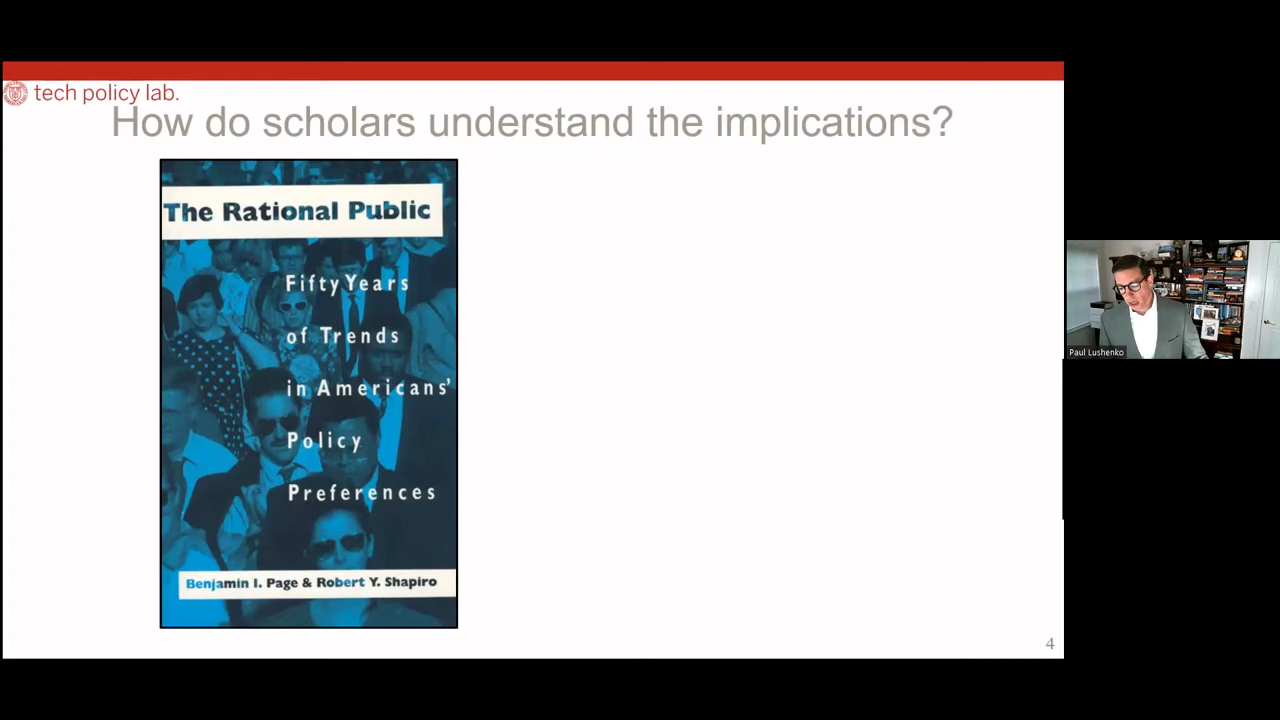 tech policy lab.
How do scholars understand the implications?
The Rational Public
Fifty Years
of Trends
in Americans'
Policy
Preferences
Benjamin I. Page & Robert Y. Shapiro
4
Paul Lushenko